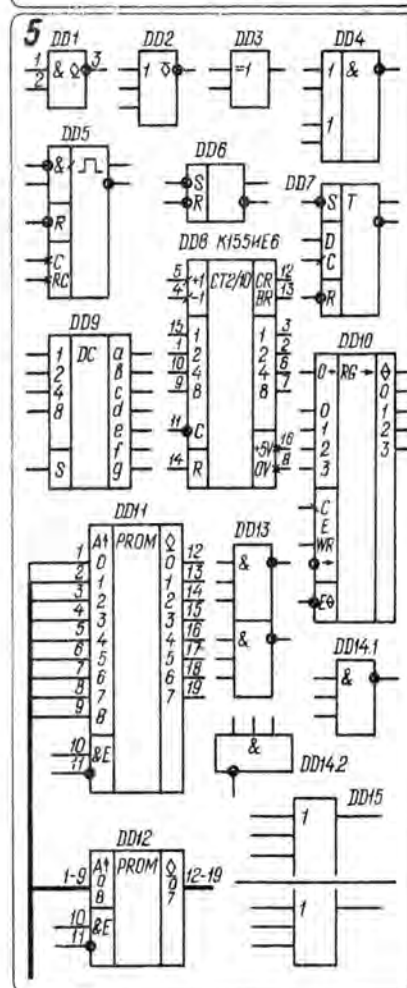 5
DD1 DD2 DD3 DD4
1 2 & ◇ 3
1 ◇
=1
1 & 1
DD5
& R C RC
DD6
S R
DD7
S T D C R
DD8 К155ИЕ6
5 +1 СТ2/10 CR 12
4 -1 BR 13
15 1 1 3
1 2 2 2
10 4 4 6
9 8 8 7
11 C +5V 16
14 R 0V 8
DD9
1 DC a
2 b
4 c
8 d
e
f
S g
DD10
0→ RG→ ◇
0 0
1 1
2 2
3 3
C
E
WR
→
E◇
DD11
A↑ PROM ◇
1 0 0 12
2 1 1 13
3 2 2 14
4 3 3 15
5 4 4 16
6 5 5 17
7 6 6 18
8 7 7 19
9 8
10 &E
11
DD12
1-9 A↑ PROM ◇ 12-19
0 0
8 7
10 &E
11
DD13
&
&
DD14.1
&
&
DD14.2
DD15
1
1